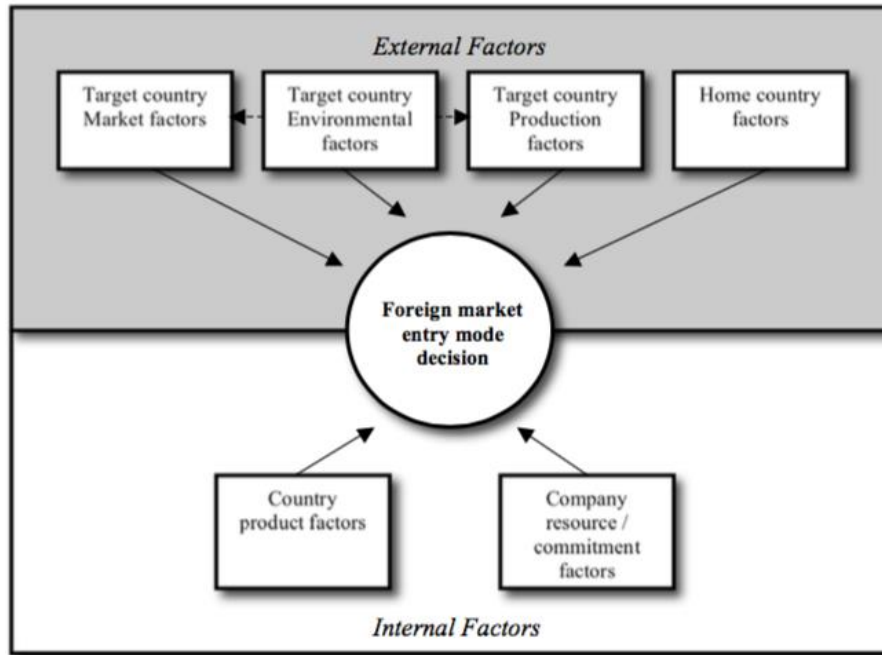 External Factors
Target country
Market factors
Target country
Environmental
factors
Target country
Production
factors
Home country
factors
Foreign market
entry mode
decision
Country
product factors
Company
resource /
commitment
factors
Internal Factors